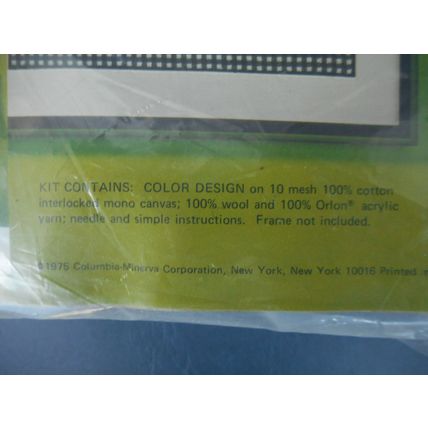 KIT CONTAINS: COLOR DESIGN on 10 mesh 100% cotton
interlocked mono canvas; 100% wool and 100% Orlon® acrylic
yarn; needle and simple instructions. Frame not included.
©1975 Columbia-Minerva Corporation, New York, New York 10016 Printed